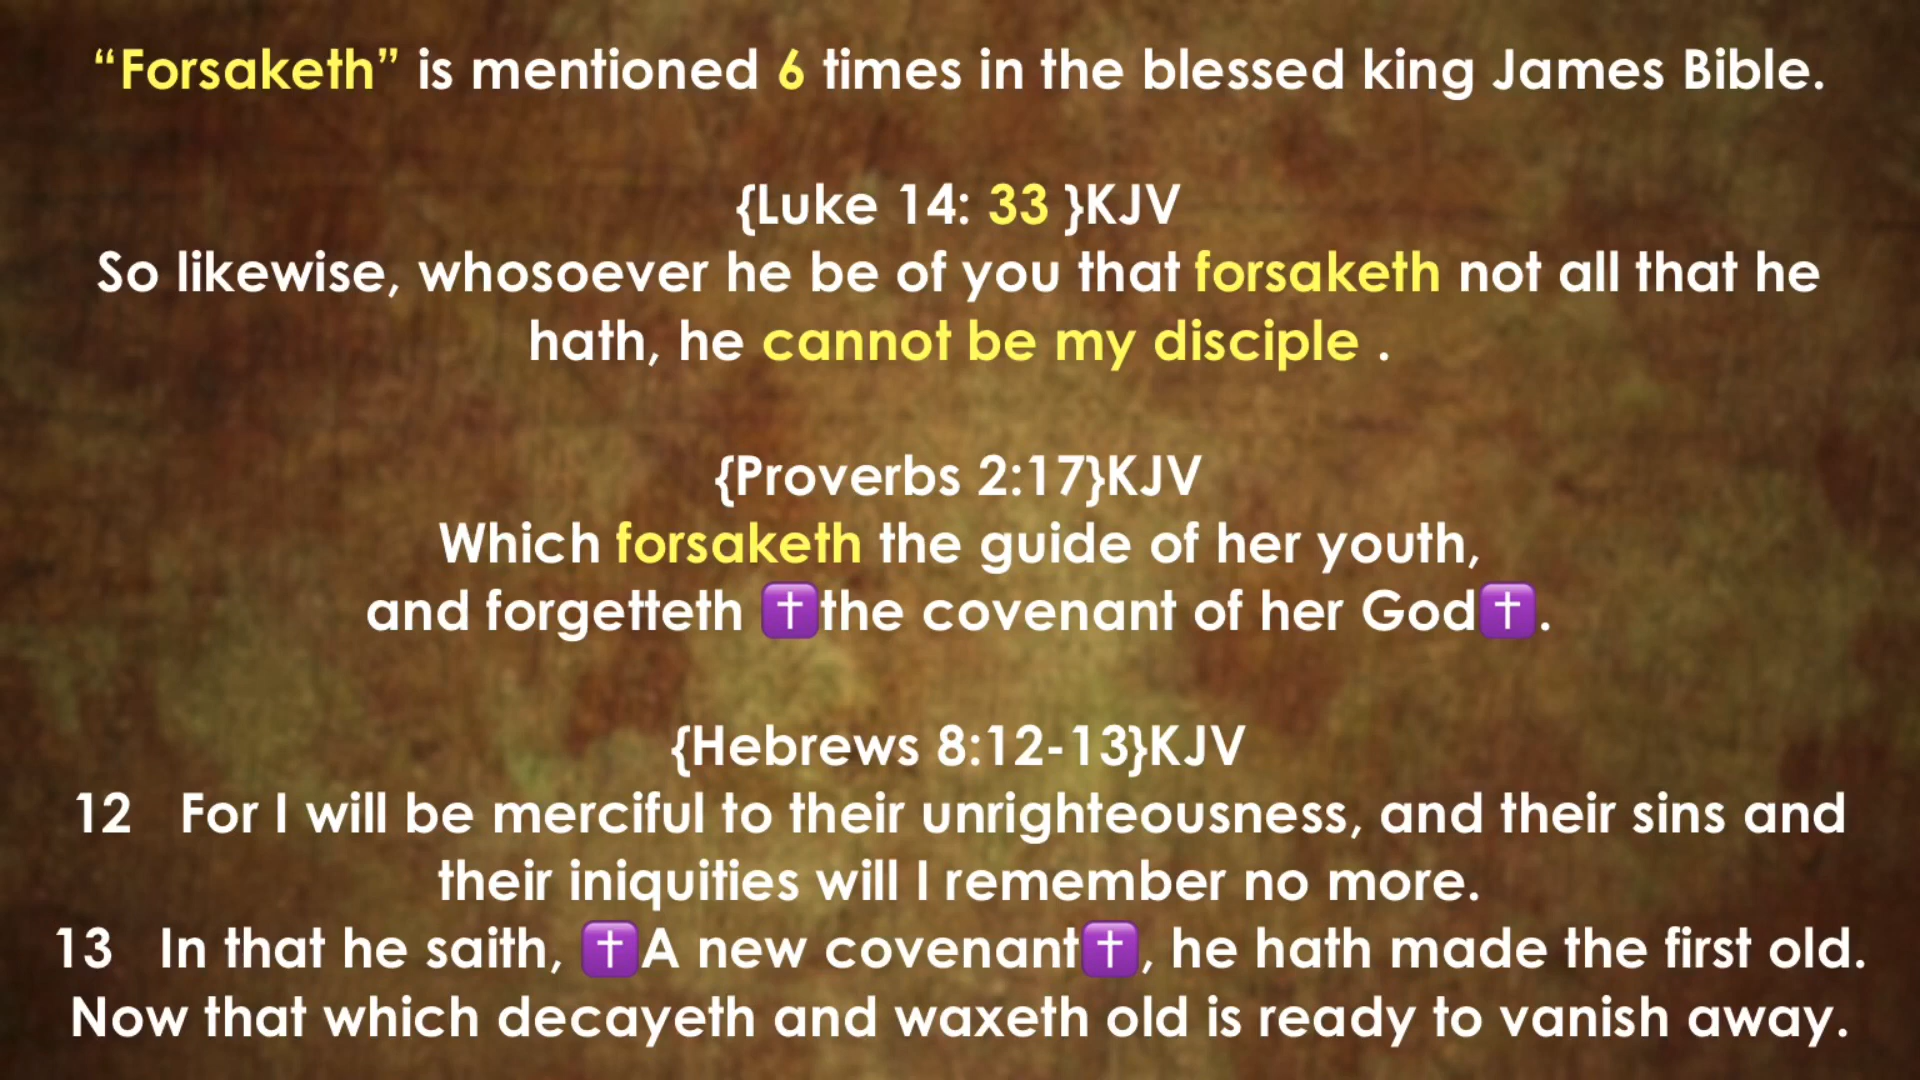 “Forsaketh” is mentioned 6 times in the blessed king James Bible.
{Luke 14: 33 }KJV
So likewise, whosoever he be of you that forsaketh not all that he
hath, he cannot be my disciple .
{Proverbs 2:17}KJV
Which forsaketh the guide of her youth,
and forgetteth ✝️the covenant of her God✝️.
{Hebrews 8:12-13}KJV
12 For I will be merciful to their unrighteousness, and their sins and
their iniquities will I remember no more.
13 In that he saith, ✝️A new covenant✝️, he hath made the first old.
Now that which decayeth and waxeth old is ready to vanish away.